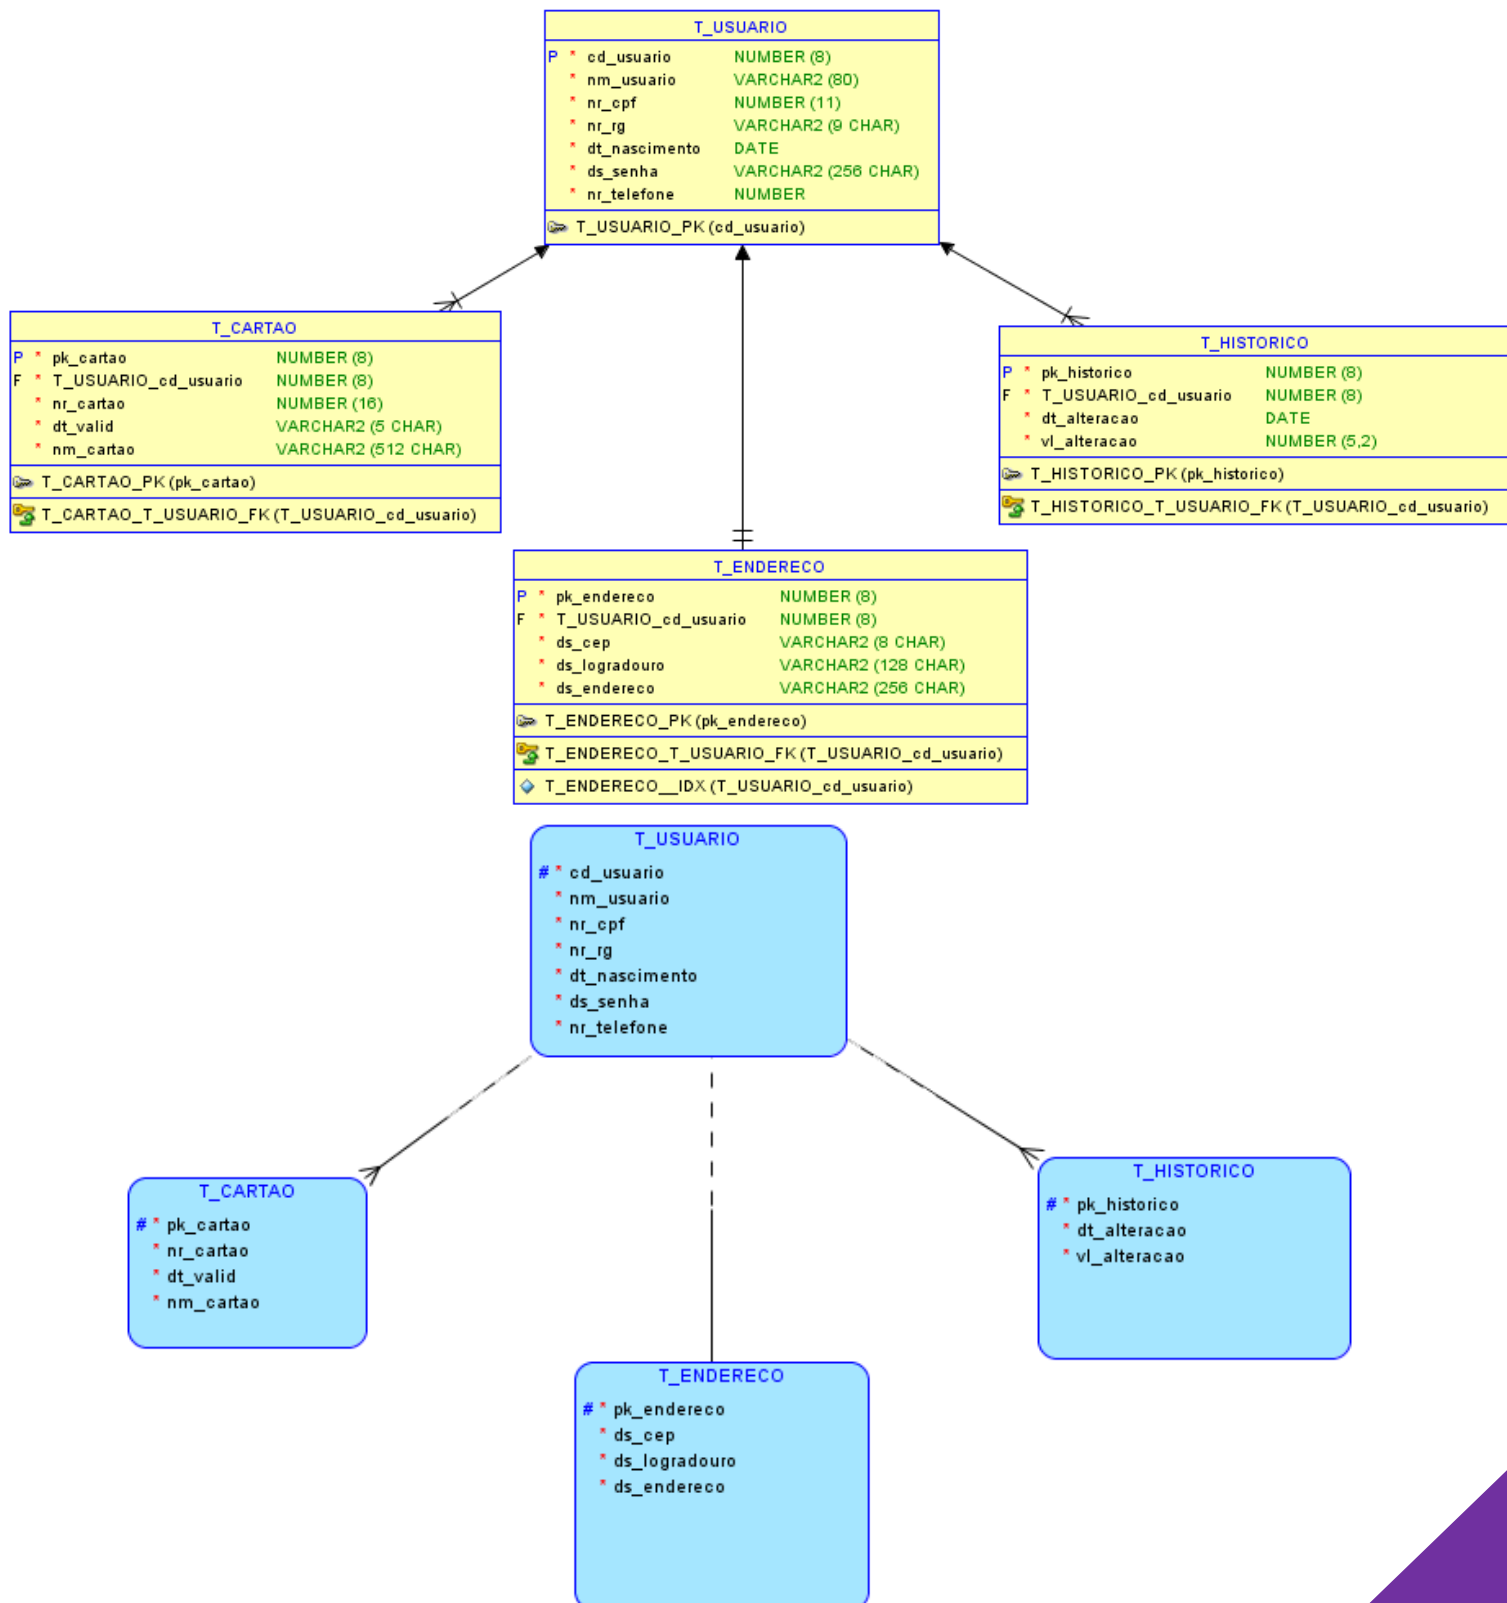 T_USUARIO
P * cd_usuario NUMBER (8)
* nm_usuario VARCHAR2 (80)
* nr_cpf NUMBER (11)
* nr_rg VARCHAR2 (9 CHAR)
* dt_nascimento DATE
* ds_senha VARCHAR2 (256 CHAR)
* nr_telefone NUMBER
T_USUARIO_PK (cd_usuario)
T_CARTAO
P * pk_cartao NUMBER (8)
F * T_USUARIO_cd_usuario NUMBER (8)
* nr_cartao NUMBER (16)
* dt_valid VARCHAR2 (5 CHAR)
* nm_cartao VARCHAR2 (512 CHAR)
T_CARTAO_PK (pk_cartao)
T_CARTAO_T_USUARIO_FK (T_USUARIO_cd_usuario)
T_HISTORICO
P * pk_historico NUMBER (8)
F * T_USUARIO_cd_usuario NUMBER (8)
* dt_alteracao DATE
* vl_alteracao NUMBER (5,2)
T_HISTORICO_PK (pk_historico)
T_HISTORICO_T_USUARIO_FK (T_USUARIO_cd_usuario)
T_ENDERECO
P * pk_endereco NUMBER (8)
F * T_USUARIO_cd_usuario NUMBER (8)
* ds_cep VARCHAR2 (8 CHAR)
* ds_logradouro VARCHAR2 (128 CHAR)
* ds_endereco VARCHAR2 (256 CHAR)
T_ENDERECO_PK (pk_endereco)
T_ENDERECO_T_USUARIO_FK (T_USUARIO_cd_usuario)
T_ENDERECO__IDX (T_USUARIO_cd_usuario)
T_USUARIO
# * cd_usuario
* nm_usuario
* nr_cpf
* nr_rg
* dt_nascimento
* ds_senha
* nr_telefone
T_CARTAO
# * pk_cartao
* nr_cartao
* dt_valid
* nm_cartao
T_HISTORICO
# * pk_historico
* dt_alteracao
* vl_alteracao
T_ENDERECO
# * pk_endereco
* ds_cep
* ds_logradouro
* ds_endereco